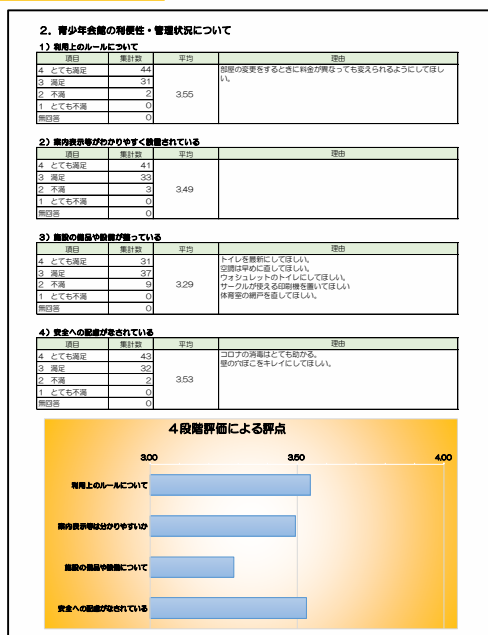 2．青少年会館の利便性・管理状況について
1）利用上のルールについて
項目 集計数 平均 理由
4 とても満足 44 3.55 部屋の変更をするときに料金が異なっても変えられるようにしてほし
3 満足 31 い。
2 不満 2
1 とても不満 0
無回答 0
2）案内表示等がわかりやすく設置されている
項目 集計数 平均 理由
4 とても満足 41 3.49
3 満足 33
2 不満 3
1 とても不満 0
無回答 0
3）施設の備品や設備が整っている
項目 集計数 平均 理由
4 とても満足 31 3.29 トイレを最新にしてほしい。
3 満足 37 空調は早めに直してほしい。
2 不満 9 ウォシュレットのトイレにしてほしい。
1 とても不満 0 サークルが使える印刷機を置いてほしい
無回答 0 体育室の網戸を直してほしい。
4）安全への配慮がなされている
項目 集計数 平均 理由
4 とても満足 43 3.53 コロナの消毒はとても助かる。
3 満足 32 壁の穴ぼこをキレイにしてほしい。
2 不満 2
1 とても不満 0
無回答 0
４段階評価による評点
3.00 3.50 4.00
利用上のルールについて
案内表示等は分かりやすいか
施設の備品や設備について
安全への配慮がなされている